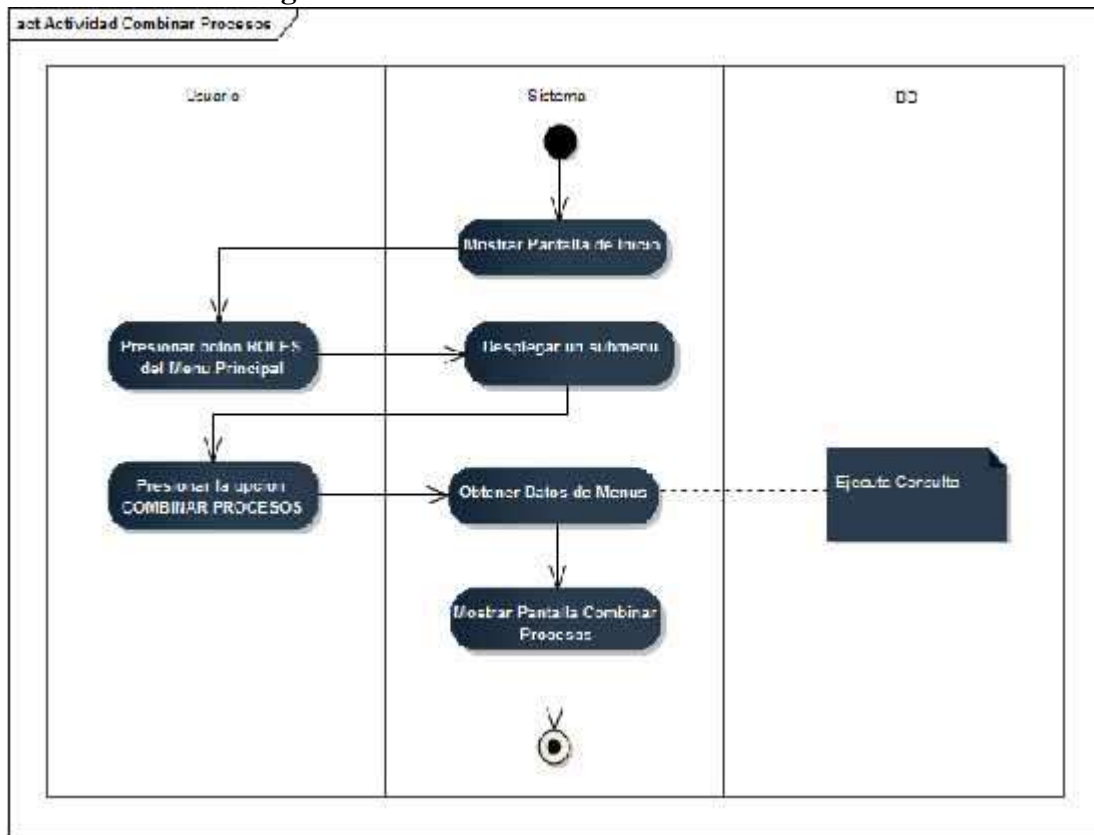 act Actividad Combinar Procesos
Usuario
Sistema
BD
Mostrar Pantalla de Inicio
Presionar boton ROLES
del Menu Principal
Desplegar un submenu
Presionar la opcion
COMBINAR PROCESOS
Obtener Datos de Menus
Ejecuta Consulta
Mostrar Pantalla Combinar
Procesos